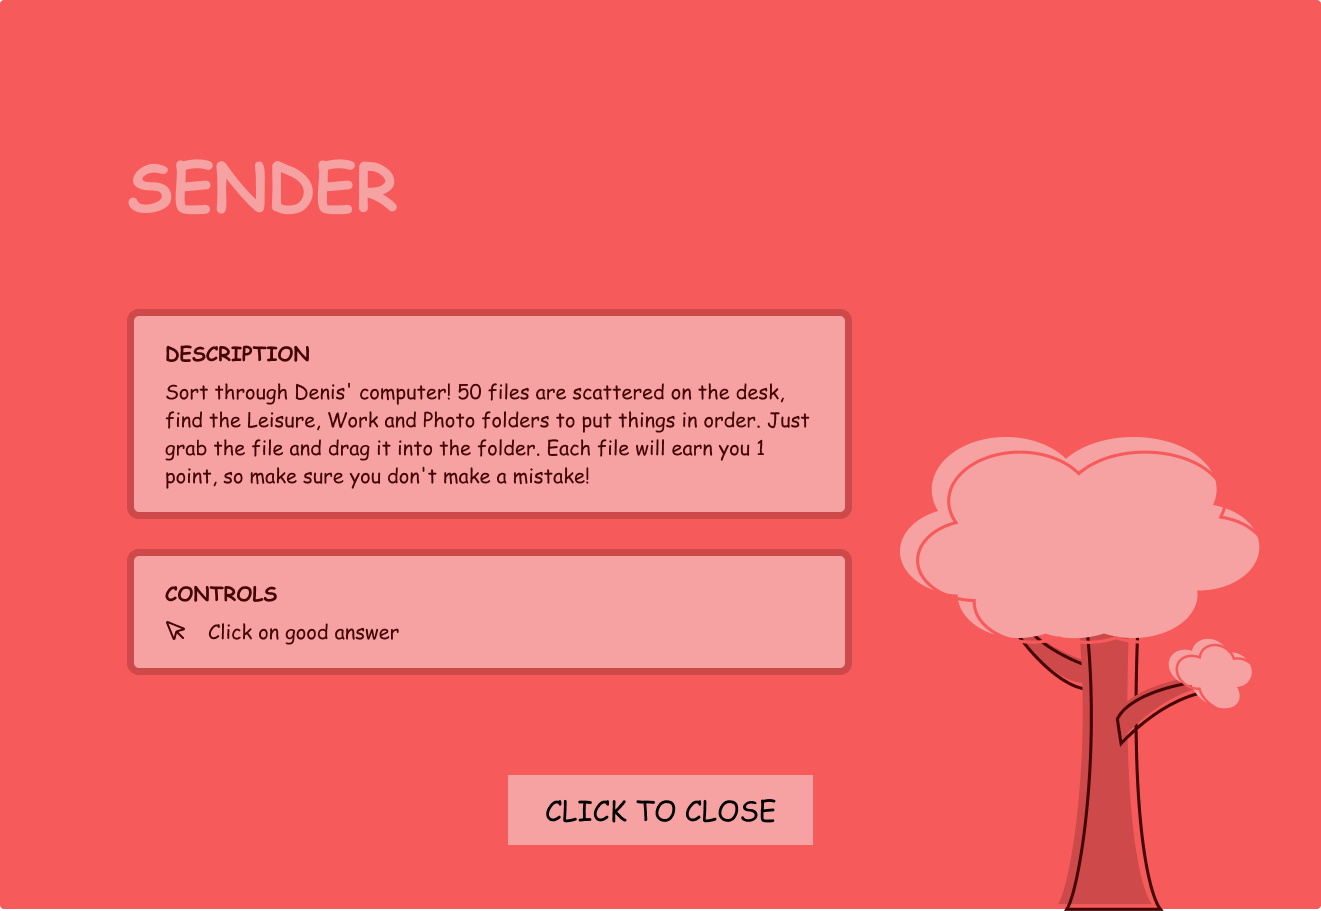 SENDER
DESCRIPTION
Sort through Denis' computer! 50 files are scattered on the desk,
find the Leisure, Work and Photo folders to put things in order. Just
grab the file and drag it into the folder. Each file will earn you 1
point, so make sure you don't make a mistake!
CONTROLS
Click on good answer
CLICK TO CLOSE